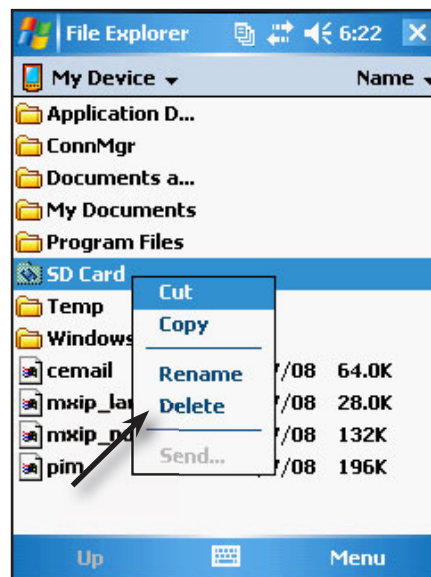 File Explorer 6:22
My Device Name
Application D...
ConnMgr
Documents a...
My Documents
Program Files
SD Card
Cut
Temp
Copy
Windows
cemail /08 64.0K
Rename
/08 28.0K
Delete
/08 132K
pim /08 196K
Send...
Up Menu